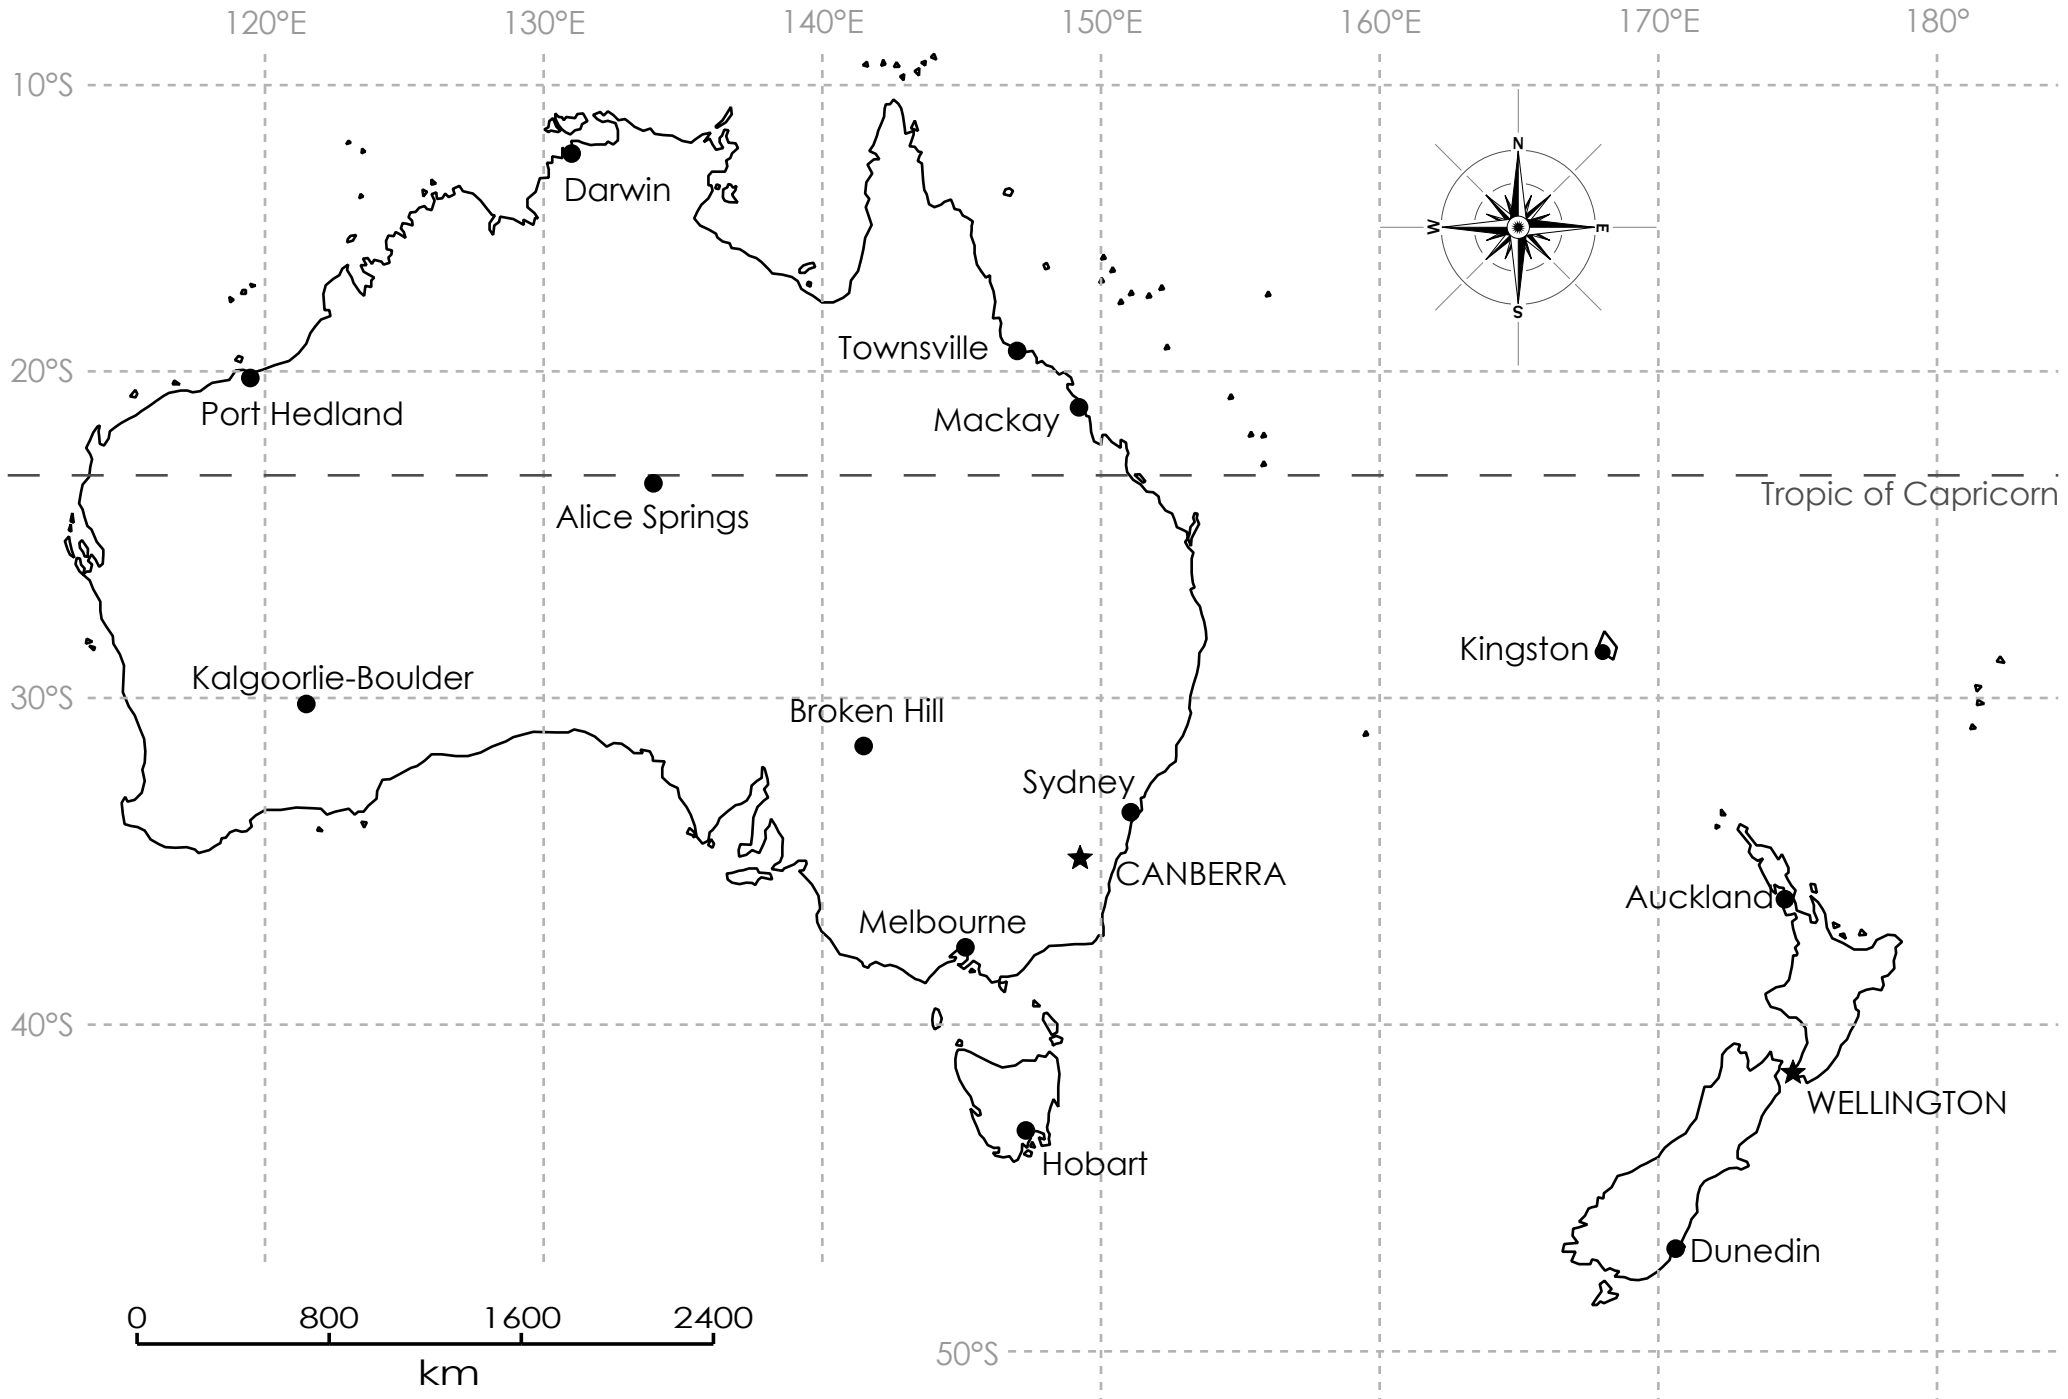 120°E 130°E 140°E 150°E 160°E 170°E 180°
10°S
N
W E
S
Darwin
Townsville
20°S
Port Hedland
Mackay
Tropic of Capricorn
Alice Springs
Kingston
Kalgoorlie-Boulder
30°S
Broken Hill
Sydney
CANBERRA
Auckland
Melbourne
40°S
WELLINGTON
Hobart
Dunedin
0 800 1600 2400
km
50°S